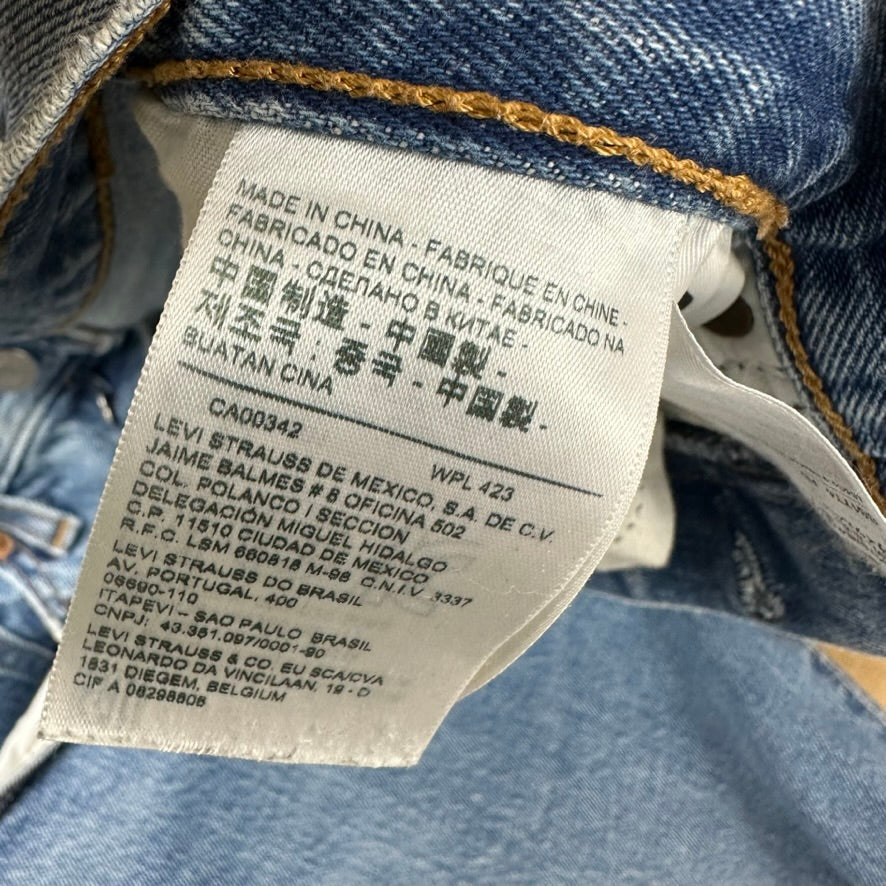 MADE IN CHINA - FABRIQUE EN CHINE -
FABRICADO EN CHINA - FABRICADO NA
CHINA - СДЕЛАНО В КИТАЕ -
中國制造 - 中國製 -
제조국 : 중국 - 中國製 -
BUATAN CINA
CA00342 WPL 423
LEVI STRAUSS DE MEXICO, S.A. DE C.V.
JAIME BALMES # 8 OFICINA 502
COL. POLANCO I SECCION
DELEGACIÓN MIGUEL HIDALGO
C.P. 11510 CIUDAD DE MEXICO
R.F.C. LSM 660818 M-98 C.N.I.V. 3337
LEVI STRAUSS DO BRASIL
AV. PORTUGAL, 400
06690-110
ITAPEVI – SAO PAULO BRASIL
CNPJ: 43.351.097/0001-90
LEVI STRAUSS & CO. EU SCA/CVA
LEONARDO DA VINCILAAN, 19 - D
1831 DIEGEM, BELGIUM
CIF A 08298606